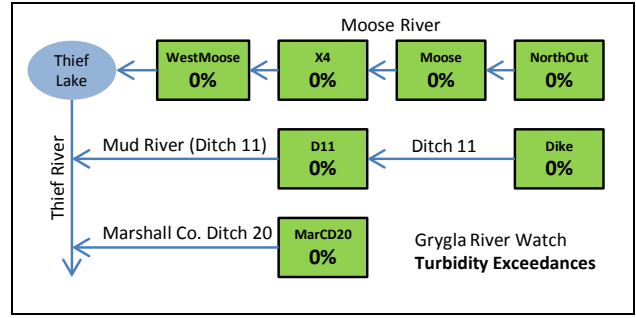 Moose River
Thief
Lake
WestMoose
0%
X4
0%
Moose
0%
NorthOut
0%
Thief River
Mud River (Ditch 11)
D11
0%
Ditch 11
Dike
0%
Marshall Co. Ditch 20
MarCD20
0%
Grygla River Watch
Turbidity Exceedances